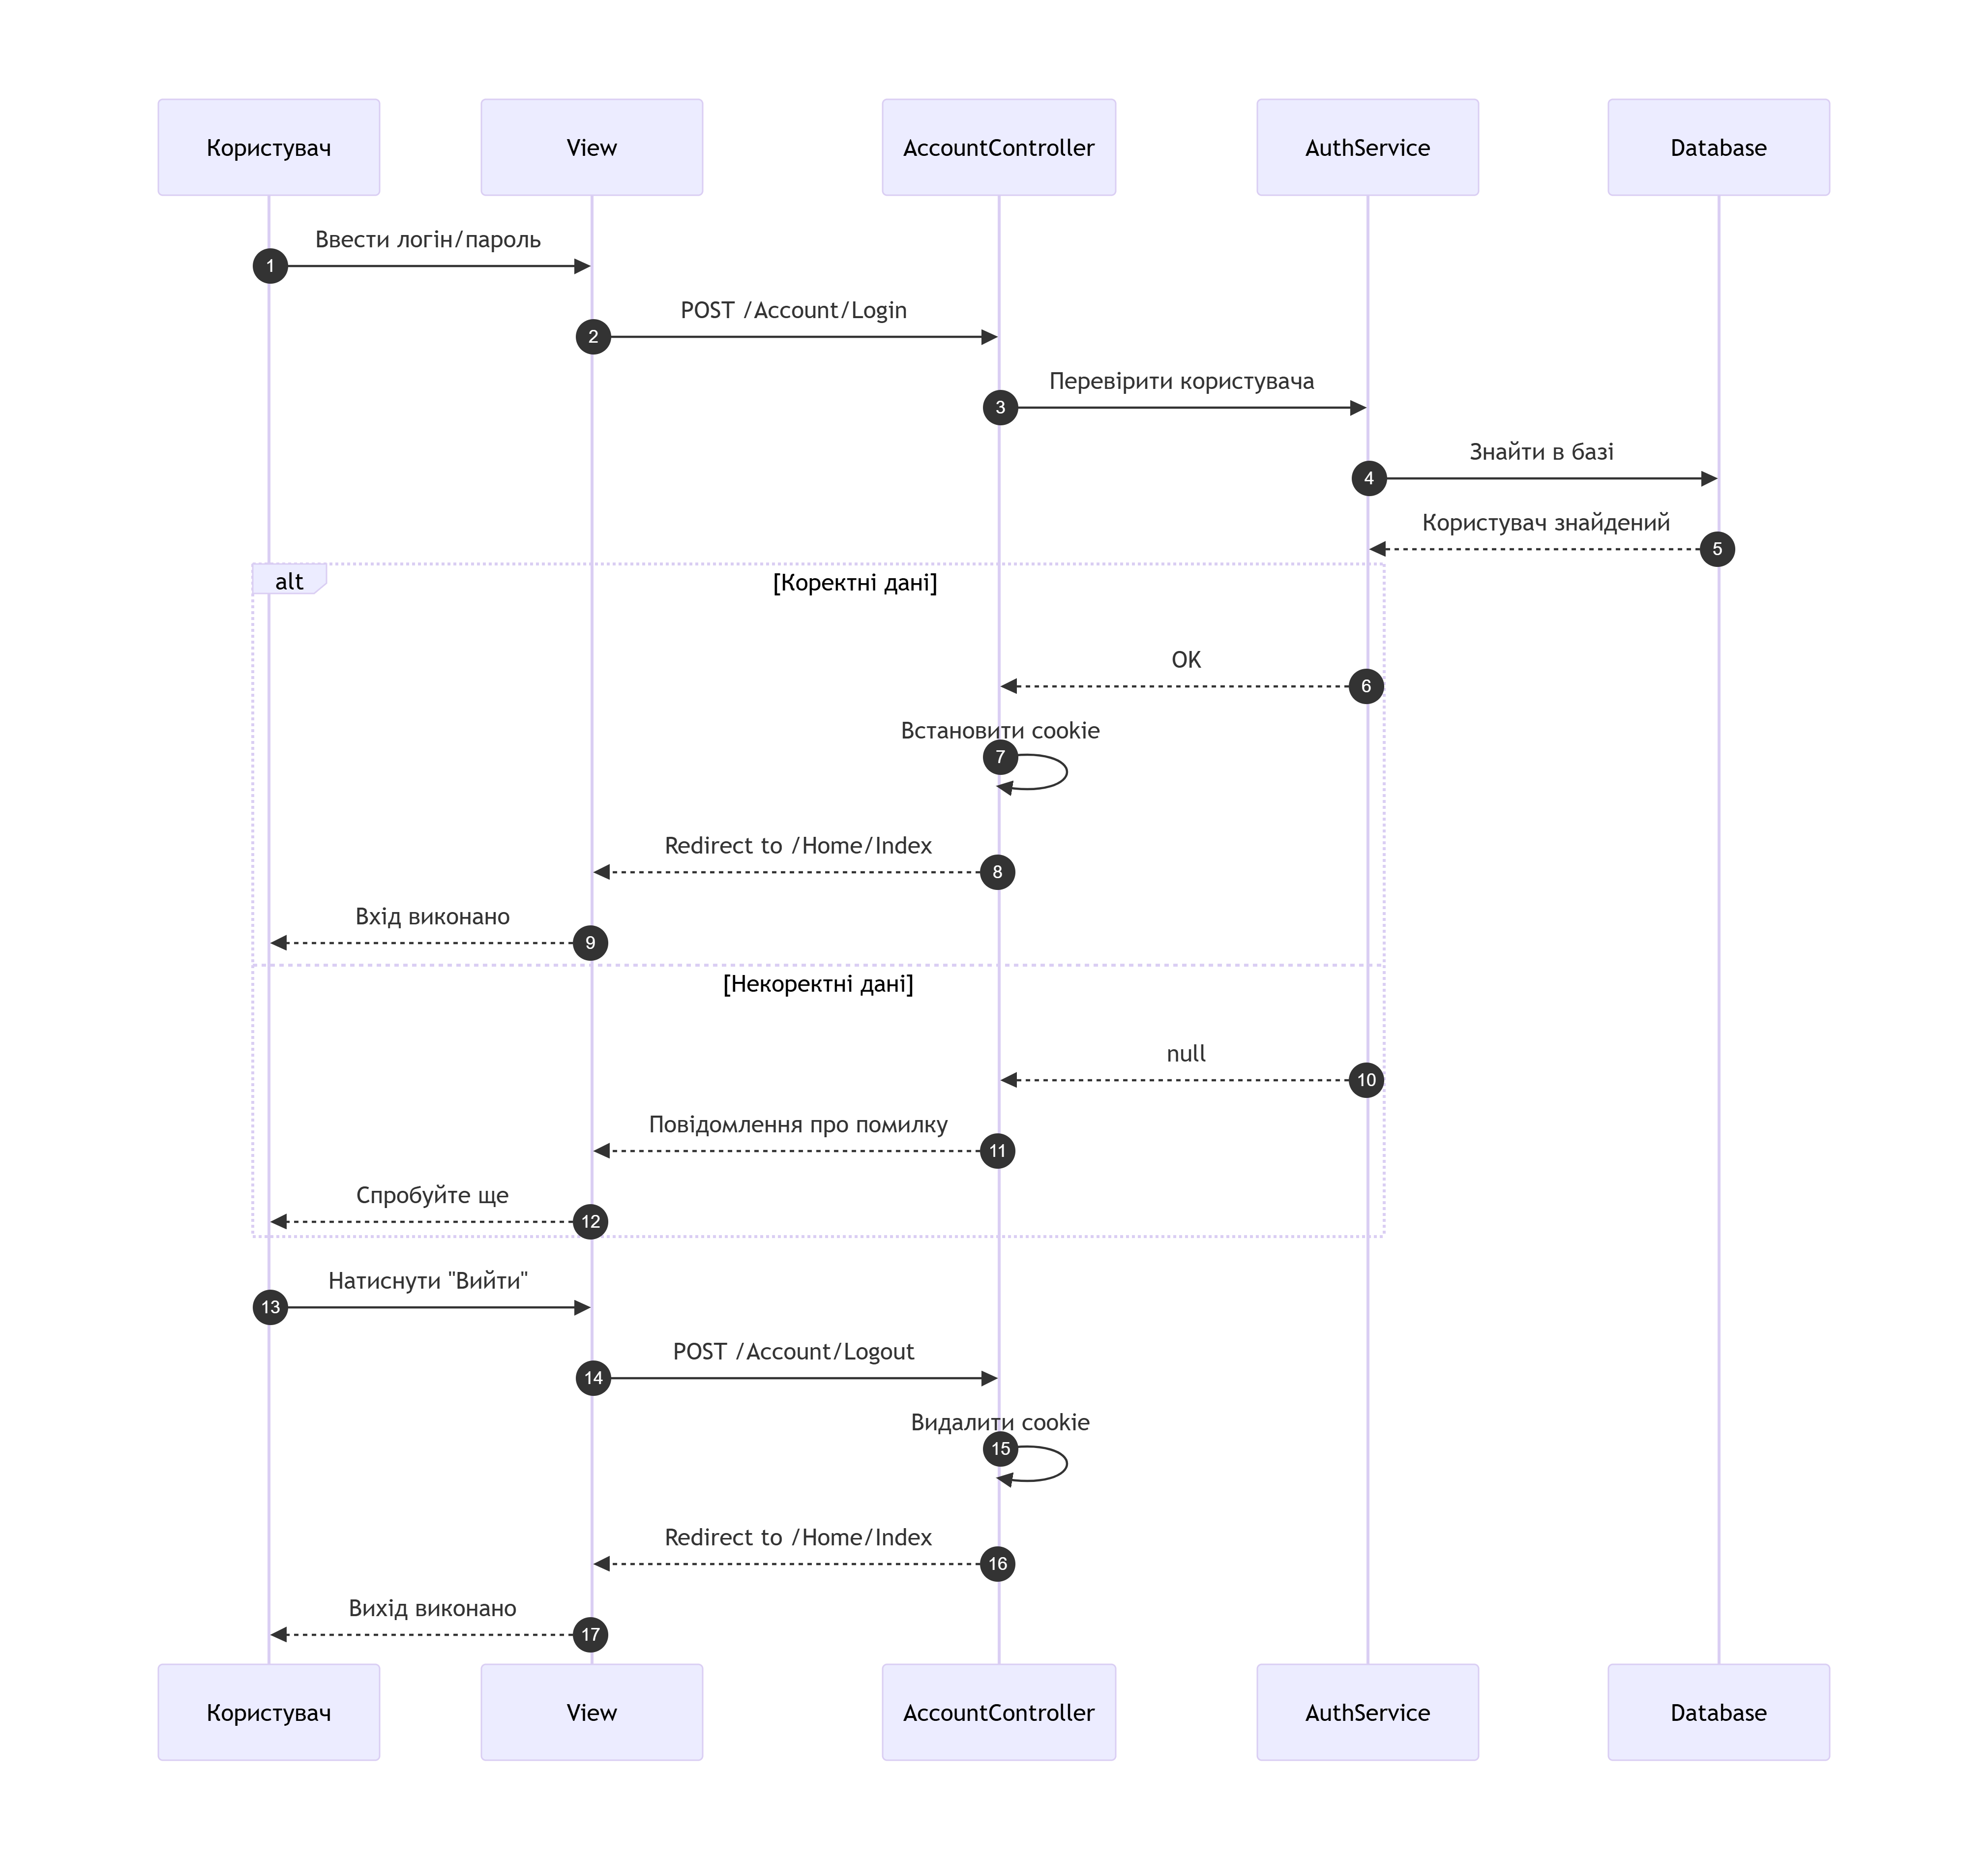 Користувач
View
AccountController
AuthService
Database
Ввести логін/пароль
1
POST /Account/Login
2
Перевірити користувача
3
Знайти в базі
4
Користувач знайдений
5
alt
[Коректні дані]
OK
6
Встановити cookie
7
Redirect to /Home/Index
8
Вхід виконано
9
[Некоректні дані]
null
10
Повідомлення про помилку
11
Спробуйте ще
12
Натиснути "Вийти"
13
POST /Account/Logout
14
Видалити cookie
15
Redirect to /Home/Index
16
Вихід виконано
17
Користувач
View
AccountController
AuthService
Database